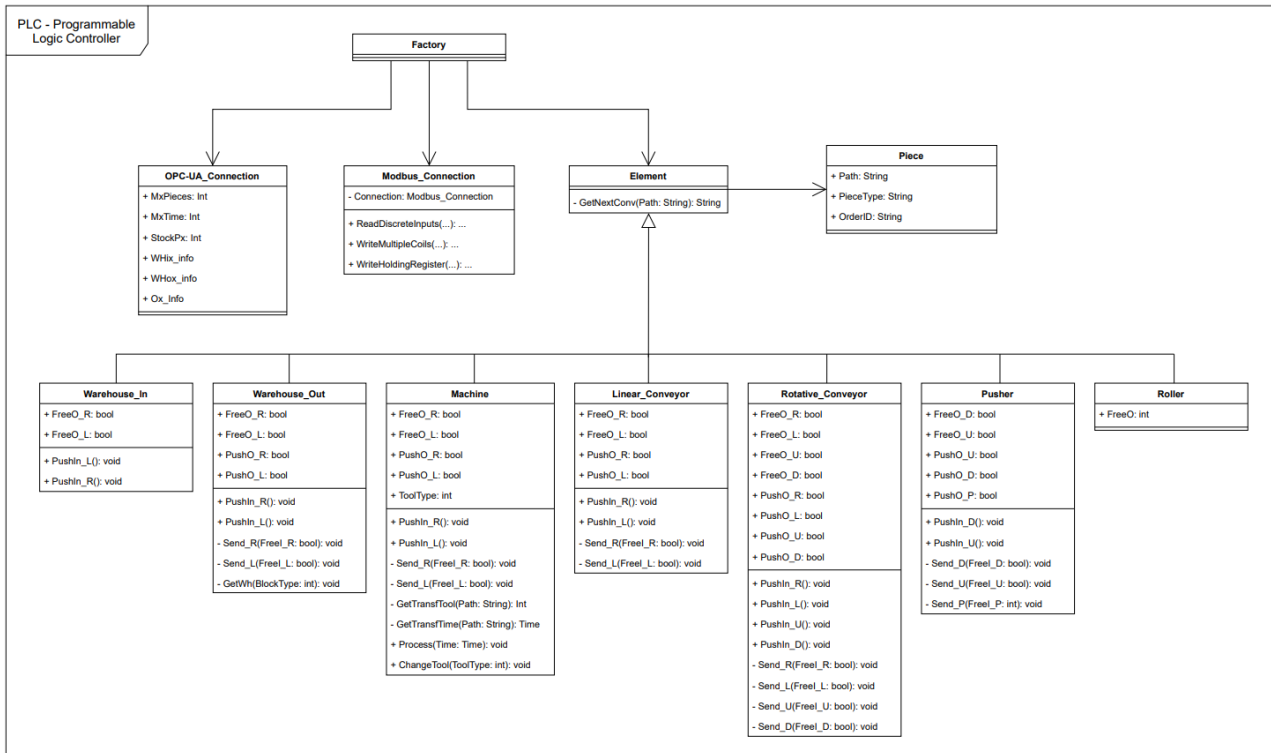 PLC - Programmable
Logic Controller
Factory
OPC-UA_Connection
+ MxPieces: Int
+ MxTime: Int
+ StockPx: Int
+ WHix_info
+ WHox_info
+ Ox_Info
Modbus_Connection
- Connection: Modbus_Connection
+ ReadDiscreteInputs(...): ...
+ WriteMultipleCoils(...): ...
+ WriteHoldingRegister(...): ...
Element
- GetNextConv(Path: String): String
Piece
+ Path: String
+ PieceType: String
+ OrderID: String
Warehouse_In
+ FreeO_R: bool
+ FreeO_L: bool
+ PushIn_L(): void
+ PushIn_R(): void
Warehouse_Out
+ FreeO_R: bool
+ FreeO_L: bool
+ PushO_R: bool
+ PushO_L: bool
+ PushIn_R(): void
+ PushIn_L(): void
- Send_R(FreeI_R: bool): void
- Send_L(FreeI_L: bool): void
- GetWh(BlockType: int): void
Machine
+ FreeO_R: bool
+ FreeO_L: bool
+ PushO_R: bool
+ PushO_L: bool
+ ToolType: int
+ PushIn_R(): void
+ PushIn_L(): void
- Send_R(FreeI_R: bool): void
- Send_L(FreeI_L: bool): void
- GetTransfTool(Path: String): Int
- GetTransfTime(Path: String): Time
+ Process(Time: Time): void
+ ChangeTool(ToolType: int): void
Linear_Conveyor
+ FreeO_R: bool
+ FreeO_L: bool
+ PushO_R: bool
+ PushO_L: bool
+ PushIn_R(): void
+ PushIn_L(): void
- Send_R(FreeI_R: bool): void
- Send_L(FreeI_L: bool): void
Rotative_Conveyor
+ FreeO_R: bool
+ FreeO_L: bool
+ FreeO_U: bool
+ FreeO_D: bool
+ PushO_R: bool
+ PushO_L: bool
+ PushO_U: bool
+ PushO_D: bool
+ PushIn_R(): void
+ PushIn_L(): void
+ PushIn_U(): void
+ PushIn_D(): void
- Send_R(FreeI_R: bool): void
- Send_L(FreeI_L: bool): void
- Send_U(FreeI_U: bool): void
- Send_D(FreeI_D: bool): void
Pusher
+ FreeO_D: bool
+ FreeO_U: bool
+ PushO_U: bool
+ PushO_D: bool
+ PushO_P: bool
+ PushIn_D(): void
+ PushIn_U(): void
- Send_D(FreeI_D: bool): void
- Send_U(FreeI_U: bool): void
- Send_P(FreeI_P: int): void
Roller
+ FreeO: int